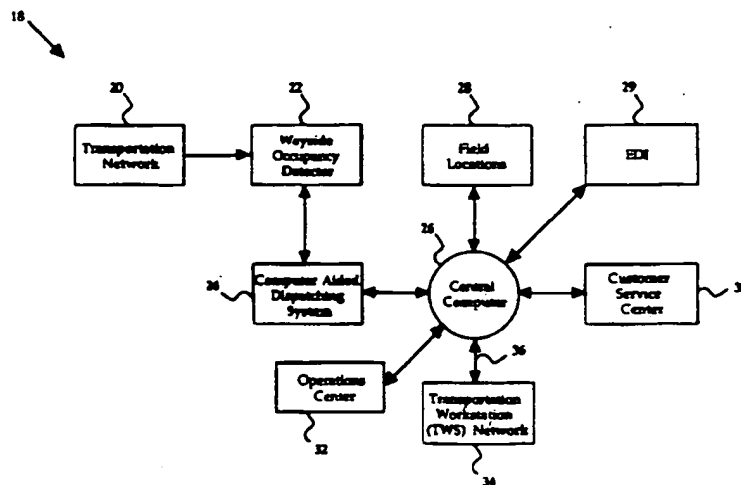 18
20
22
28
29
Transportation
Network
Wayside
Occupancy
Detector
Field
Locations
EDI
26
Computer Aided
Dispatching
System
Central
Computer
Customer
Service
Center
36
Operations
Center
32
Transportation
Workstation
(TWS) Network
34